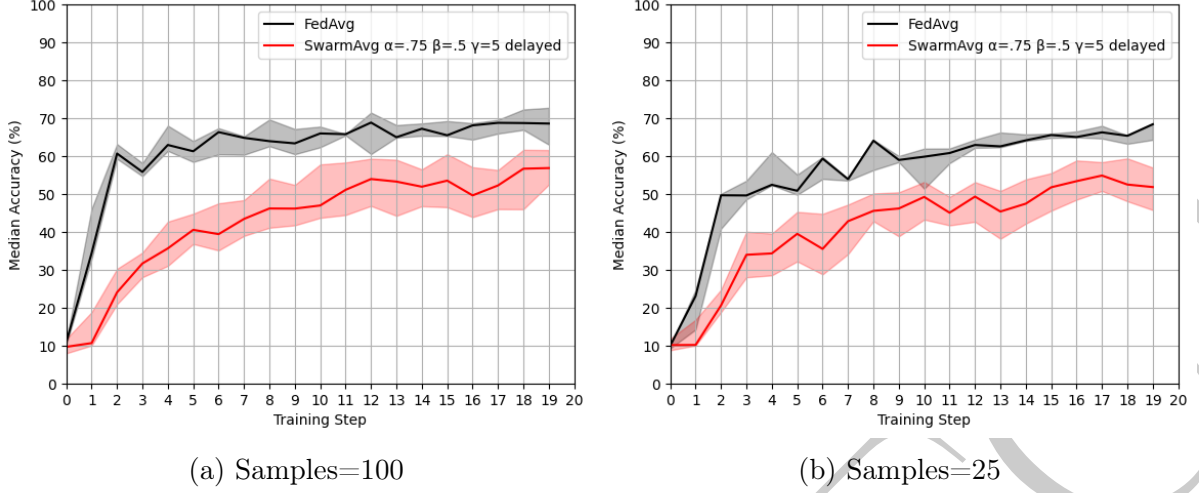 FedAvg
SwarmAvg α=.75 β=.5 γ=5 delayed
Median Accuracy (%)
100
90
80
70
60
50
40
30
20
10
0
0 1 2 3 4 5 6 7 8 9 10 11 12 13 14 15 16 17 18 19 20
Training Step
(a) Samples=100
FedAvg
SwarmAvg α=.75 β=.5 γ=5 delayed
Median Accuracy (%)
100
90
80
70
60
50
40
30
20
10
0
0 1 2 3 4 5 6 7 8 9 10 11 12 13 14 15 16 17 18 19 20
Training Step
(b) Samples=25